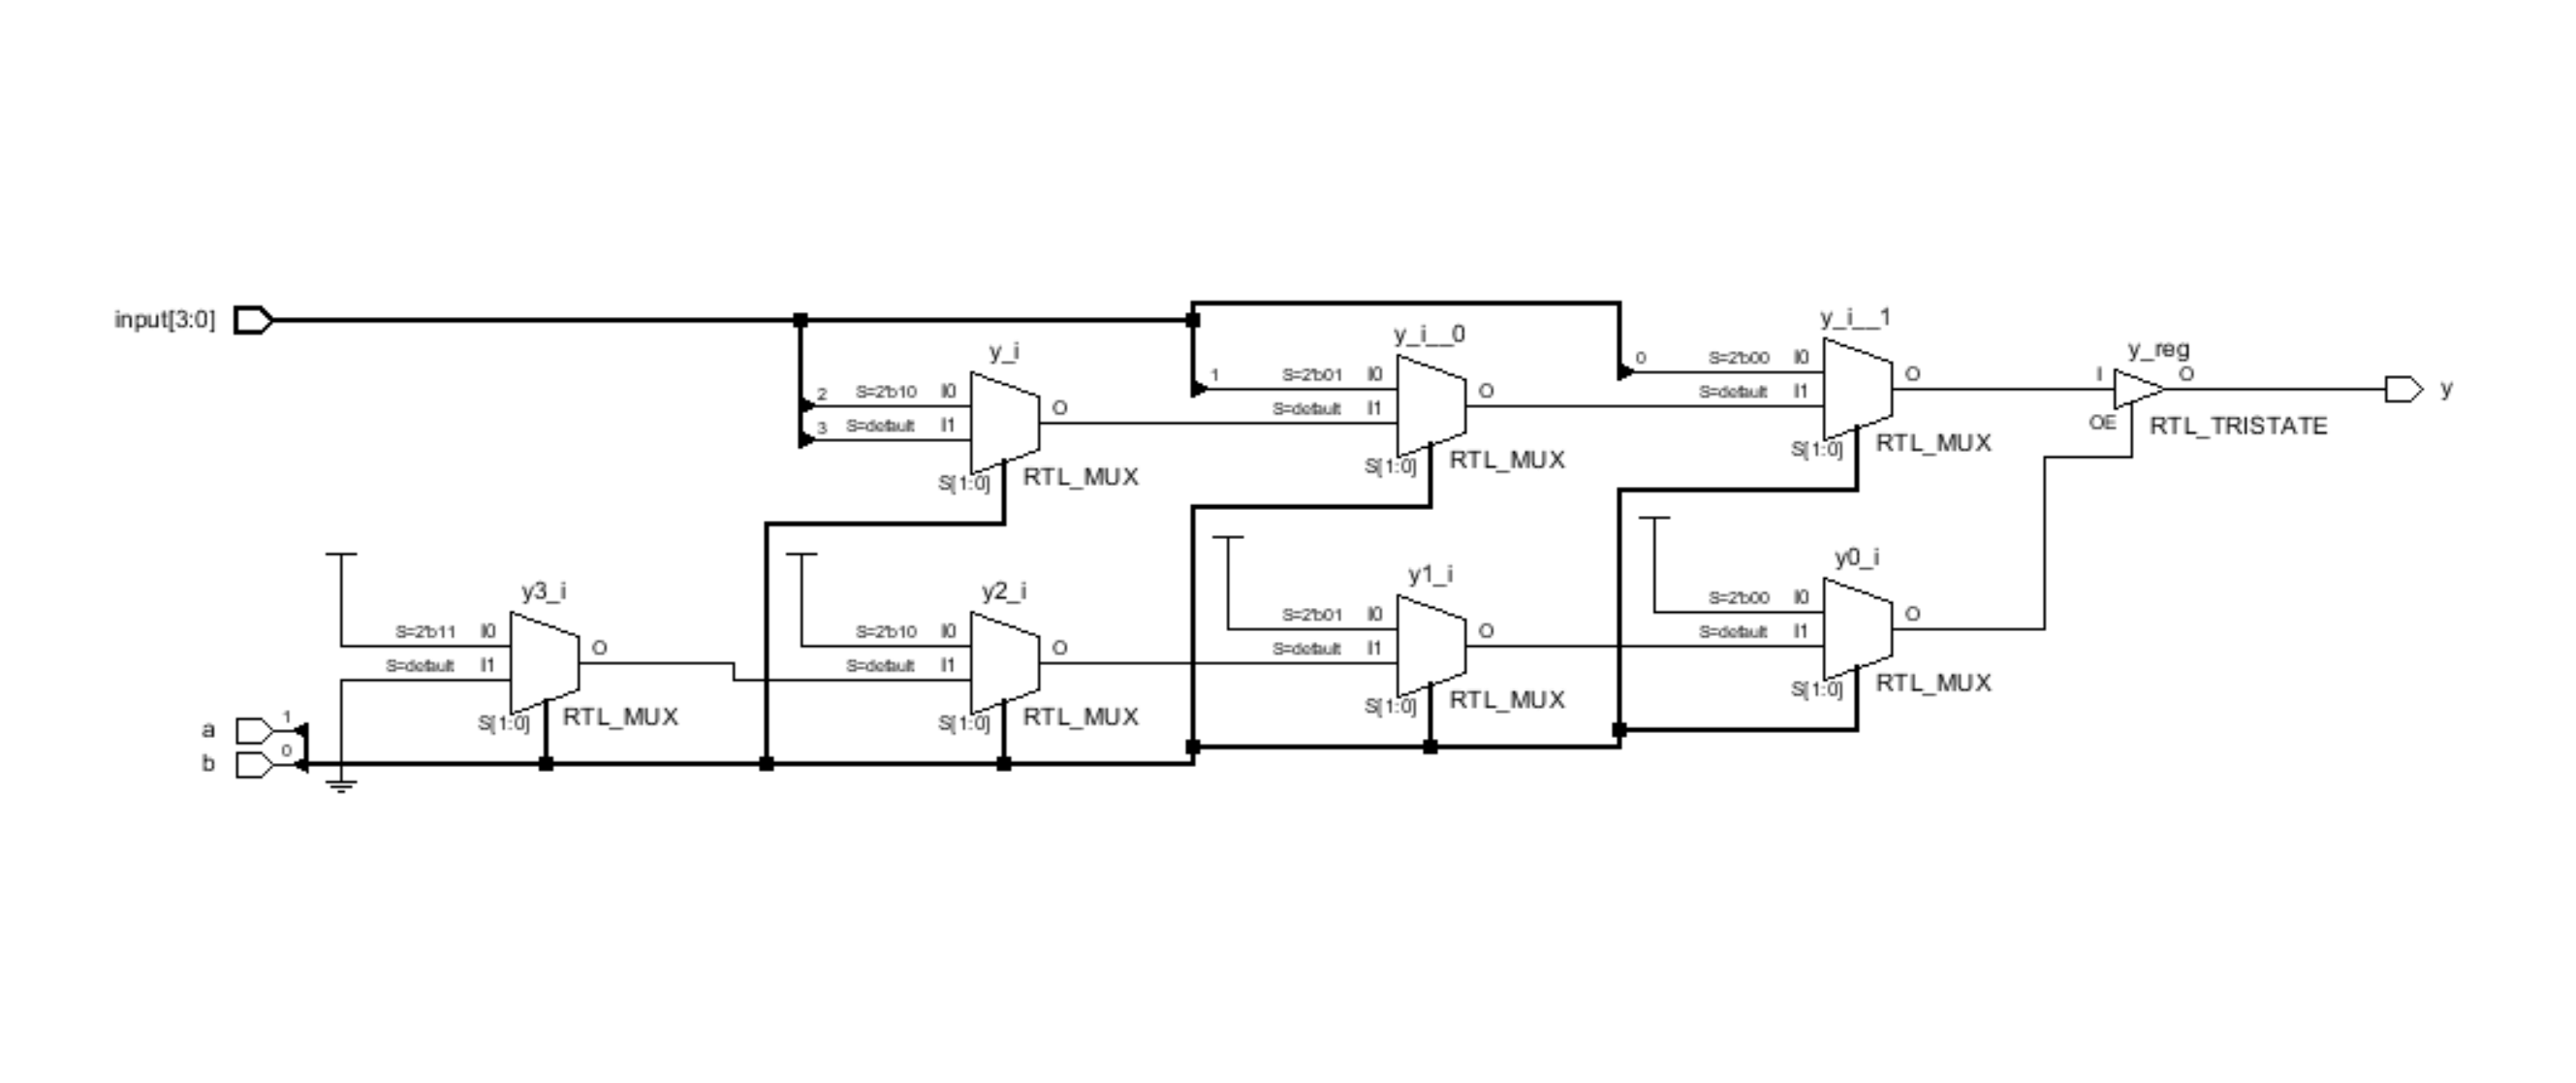 input[3:0]
y_i
2 S=2'b10 I0
3 S=default I1
O
S[1:0]
RTL_MUX
y_i__0
1 S=2'b01 I0
S=default I1
O
S[1:0]
RTL_MUX
y_i__1
0 S=2'b00 I0
S=default I1
O
S[1:0]
RTL_MUX
y_reg
I
O
OE
RTL_TRISTATE
y
y3_i
S=2'b11 I0
S=default I1
O
S[1:0]
RTL_MUX
y2_i
S=2'b10 I0
S=default I1
O
S[1:0]
RTL_MUX
y1_i
S=2'b01 I0
S=default I1
O
S[1:0]
RTL_MUX
y0_i
S=2'b00 I0
S=default I1
O
S[1:0]
RTL_MUX
a 1
b 0